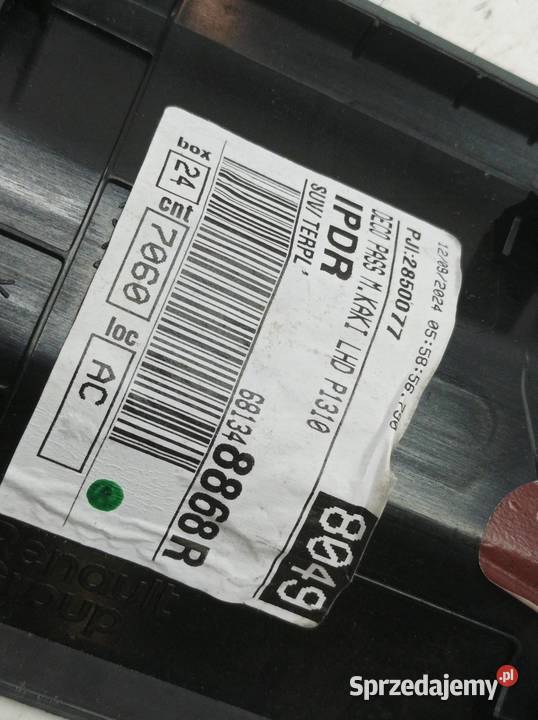 12/09/2024 05:58:56.790
PJI:2850077
DECO PASS M.KAKI LHD P1310
IPDR
8049
SUV/TERPL'
681348868R
box
24
cnt
7060
loc
AC
Renault
Group
Sprzedajemy.pl